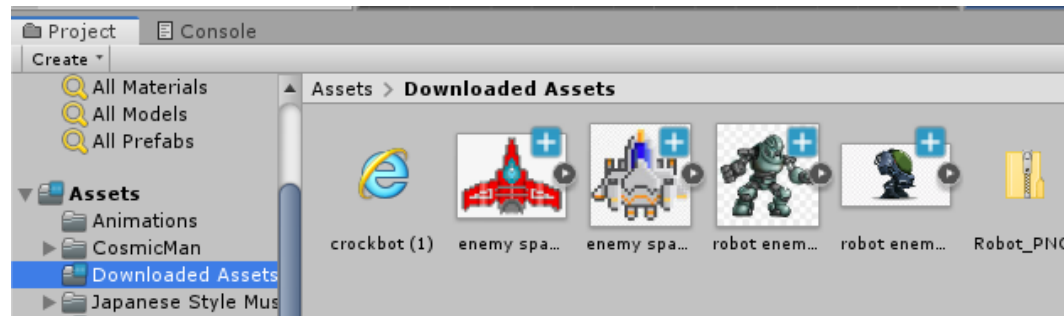 Project Console
Create
All Materials
All Models
All Prefabs
Assets
Animations
CosmicMan
Downloaded Assets
Japanese Style Mus
Assets > Downloaded Assets
crockbot (1) enemy spa... enemy spa... robot enem... robot enem... Robot_PNG